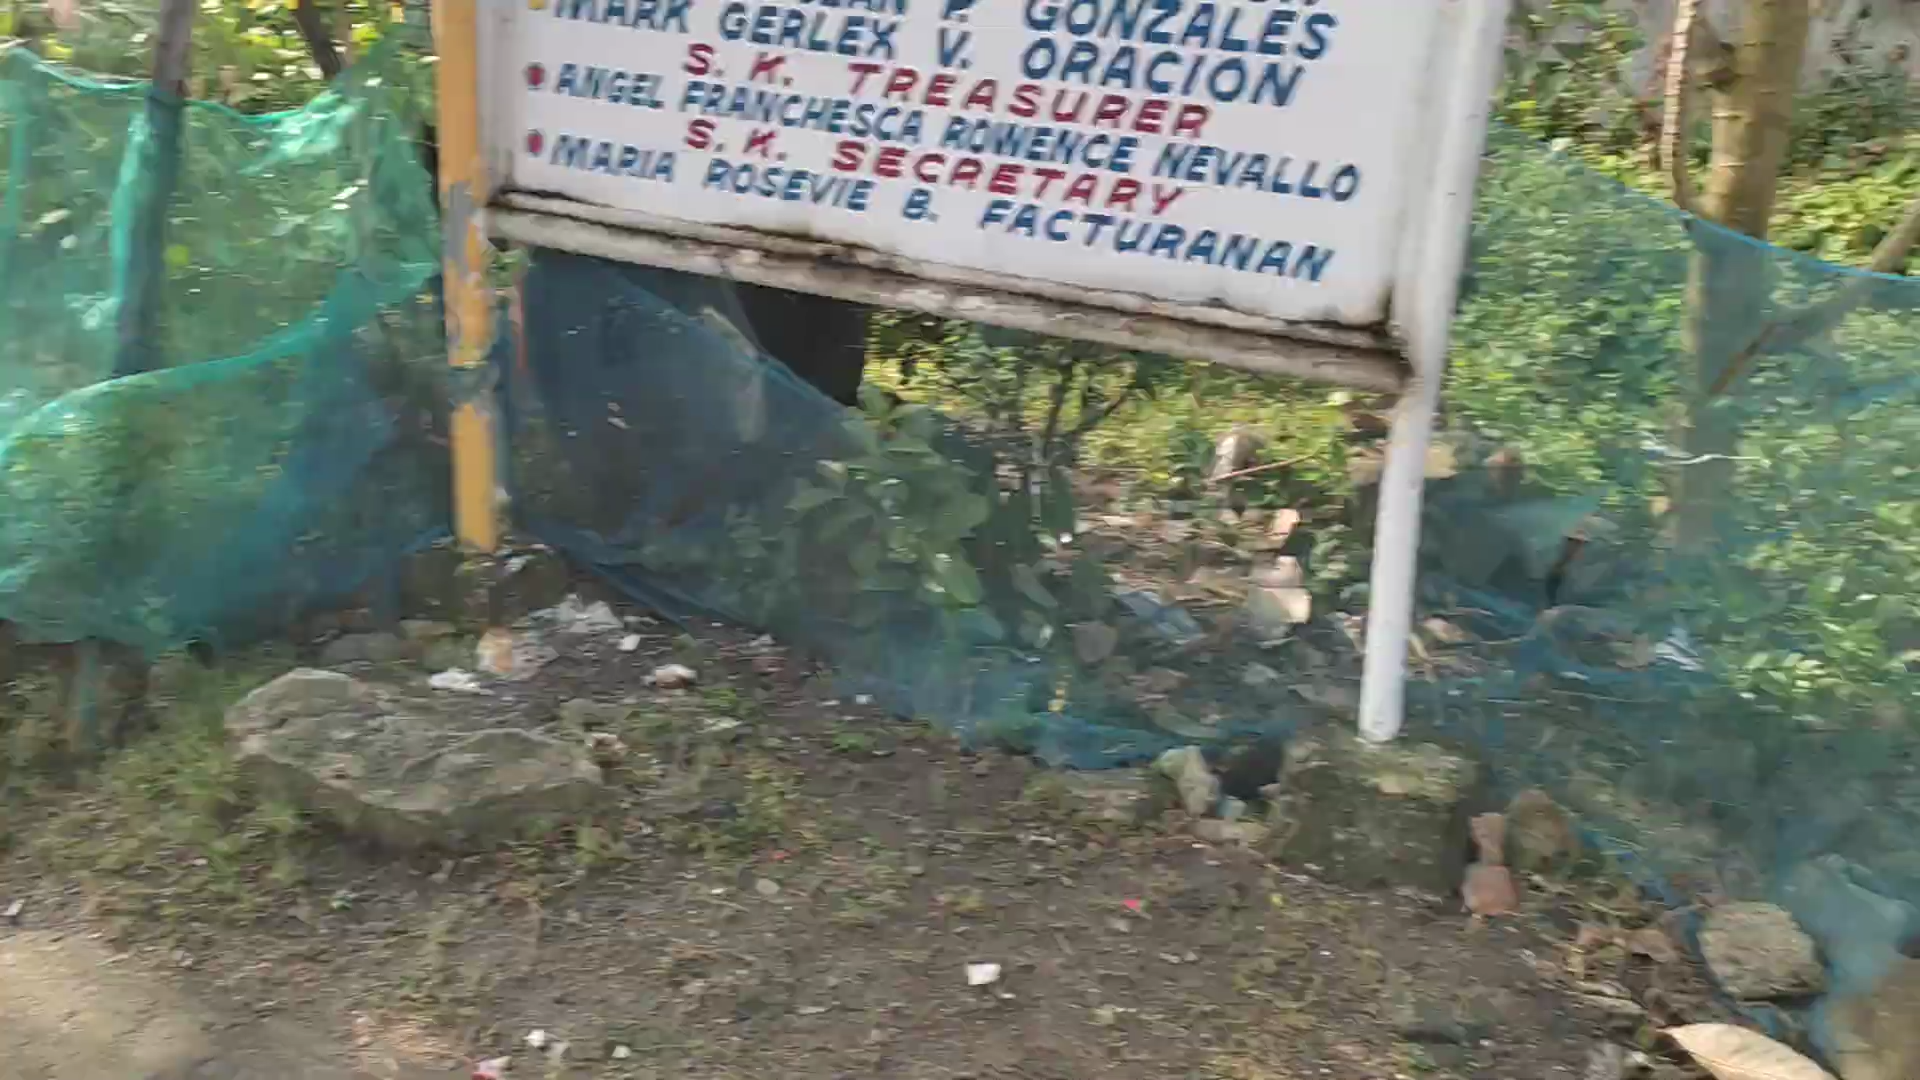 P. GONZALES
MARK GERLEX V. ORACION
S. K. TREASURER
ANGEL FRANCHESCA ROWENCE NEVALLO
S. K. SECRETARY
MARIA ROSEVIE B. FACTURANAN